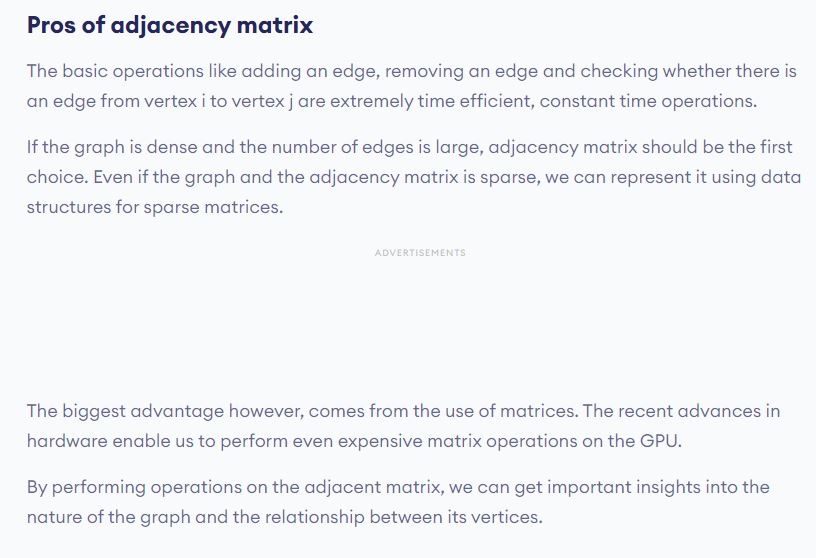 Pros of adjacency matrix
The basic operations like adding an edge, removing an edge and checking whether there is
an edge from vertex i to vertex j are extremely time efficient, constant time operations.
If the graph is dense and the number of edges is large, adjacency matrix should be the first
choice. Even if the graph and the adjacency matrix is sparse, we can represent it using data
structures for sparse matrices.
ADVERTISEMENTS
The biggest advantage however, comes from the use of matrices. The recent advances in
hardware enable us to perform even expensive matrix operations on the GPU.
By performing operations on the adjacent matrix, we can get important insights into the
nature of the graph and the relationship between its vertices.